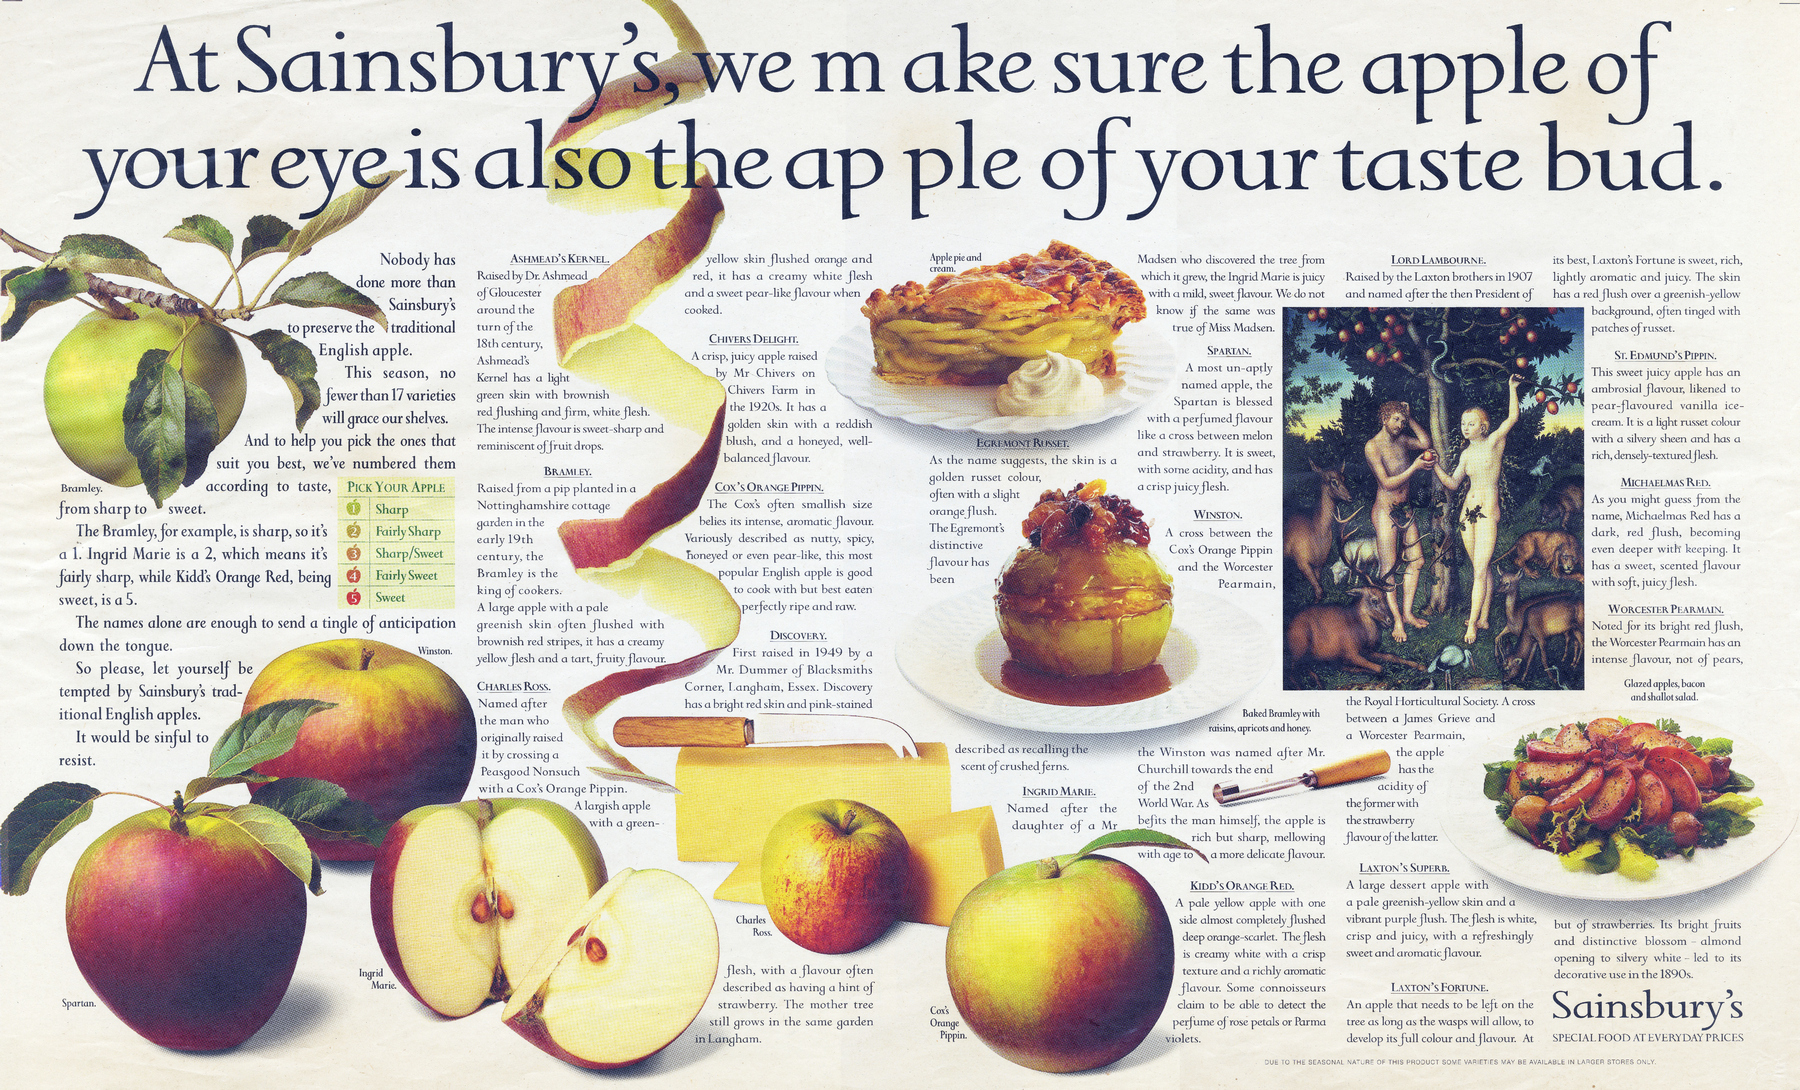 At Sainsbury's, we m ake sure the apple of
your eye is also the ap ple of your taste bud.
Nobody has
done more than
Sainsbury's
to preserve the traditional
English apple.
This season, no
fewer than 17 varieties
will grace our shelves.
And to help you pick the ones that
suit you best, we've numbered them
according to taste,
from sharp to sweet.
Bramley.
The Bramley, for example, is sharp, so it's
a 1. Ingrid Marie is a 2, which means it's
fairly sharp, while Kidd's Orange Red, being
sweet, is a 5.
PICK YOUR APPLE
1 Sharp
2 Fairly Sharp
3 Sharp/Sweet
4 Fairly Sweet
5 Sweet
The names alone are enough to send a tingle of anticipation
down the tongue.
So please, let yourself be
tempted by Sainsbury's trad-
itional English apples.
It would be sinful to
resist.
Winston.
Spartan.
Ingrid
Marie.
ASHMEAD'S KERNEL.
Raised by Dr. Ashmead
of Gloucester
around the
turn of the
18th century,
Ashmead's
Kernel has a light
green skin with brownish
red flushing and firm, white flesh.
The intense flavour is sweet-sharp and
reminiscent of fruit drops.
BRAMLEY.
Raised from a pip planted in a
Nottinghamshire cottage
garden in the
early 19th
century, the
Bramley is the
king of cookers.
A large apple with a pale
greenish skin often flushed with
brownish red stripes, it has a creamy
yellow flesh and a tart, fruity flavour.
CHARLES ROSS.
Named after
the man who
originally raised
it by crossing a
Peasgood Nonsuch
with a Cox's Orange Pippin.
A largish apple
with a green-
yellow skin flushed orange and
red, it has a creamy white flesh
and a sweet pear-like flavour when
cooked.
CHIVERS DELIGHT.
A crisp, juicy apple raised
by Mr Chivers on
Chivers Farm in
the 1920s. It has a
golden skin with a reddish
blush, and a honeyed, well-
balanced flavour.
COX'S ORANGE PIPPIN.
The Cox's often smallish size
belies its intense, aromatic flavour.
Variously described as nutty, spicy,
honeyed or even pear-like, this most
popular English apple is good
to cook with but best eaten
perfectly ripe and raw.
DISCOVERY.
First raised in 1949 by a
Mr. Dummer of Blacksmiths
Corner, Langham, Essex. Discovery
has a bright red skin and pink-stained
Charles
Ross.
flesh, with a flavour often
described as having a hint of
strawberry. The mother tree
still grows in the same garden
in Langham.
Apple pie and
cream.
EGREMONT RUSSET.
As the name suggests, the skin is a
golden russet colour,
often with a slight
orange flush.
The Egremont's
distinctive
flavour has
been
described as recalling the
scent of crushed ferns.
INGRID MARIE.
Named after the
daughter of a Mr
Cox's
Orange
Pippin.
Madsen who discovered the tree from
which it grew, the Ingrid Marie is juicy
with a mild, sweet flavour. We do not
know if the same was
true of Miss Madsen.
SPARTAN.
A most un-aptly
named apple, the
Spartan is blessed
with a perfumed flavour
like a cross between melon
and strawberry. It is sweet,
with some acidity, and has
a crisp juicy flesh.
WINSTON.
A cross between the
Cox's Orange Pippin
and the Worcester
Pearmain,
Baked Bramley with
raisins, apricots and honey.
the Winston was named after Mr.
Churchill towards the end
of the 2nd
World War. As
befits the man himself, the apple is
rich but sharp, mellowing
with age to a more delicate flavour.
KIDD'S ORANGE RED.
A pale yellow apple with one
side almost completely flushed
deep orange-scarlet. The flesh
is creamy white with a crisp
texture and a richly aromatic
flavour. Some connoisseurs
claim to be able to detect the
perfume of rose petals or Parma
violets.
LORD LAMBOURNE.
Raised by the Laxton brothers in 1907
and named after the then President of
the Royal Horticultural Society. A cross
between a James Grieve and
a Worcester Pearmain,
the apple
has the
acidity of
the former with
the strawberry
flavour of the latter.
LAXTON'S SUPERB.
A large dessert apple with
a pale greenish-yellow skin and a
vibrant purple flush. The flesh is white,
crisp and juicy, with a refreshingly
sweet and aromatic flavour.
LAXTON'S FORTUNE.
An apple that needs to be left on the
tree as long as the wasps will allow, to
develop its full colour and flavour. At
its best, Laxton's Fortune is sweet, rich,
lightly aromatic and juicy. The skin
has a red flush over a greenish-yellow
background, often tinged with
patches of russet.
ST. EDMUND'S PIPPIN.
This sweet juicy apple has an
ambrosial flavour, likened to
pear-flavoured vanilla ice-
cream. It is a light russet colour
with a silvery sheen and has a
rich, densely-textured flesh.
MICHAELMAS RED.
As you might guess from the
name, Michaelmas Red has a
dark, red flush, becoming
even deeper with keeping. It
has a sweet, scented flavour
with soft, juicy flesh.
WORCESTER PEARMAIN.
Noted for its bright red flush,
the Worcester Pearmain has an
intense flavour, not of pears,
Glazed apples, bacon
and shallot salad.
but of strawberries. Its bright fruits
and distinctive blossom - almond
opening to silvery white - led to its
decorative use in the 1890s.
Sainsbury's
SPECIAL FOOD AT EVERYDAY PRICES
DUE TO THE SEASONAL NATURE OF THIS PRODUCT SOME VARIETIES MAY BE AVAILABLE IN LARGER STORES ONLY.